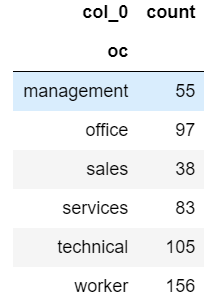 col_0 count
oc
management 55
office 97
sales 38
services 83
technical 105
worker 156